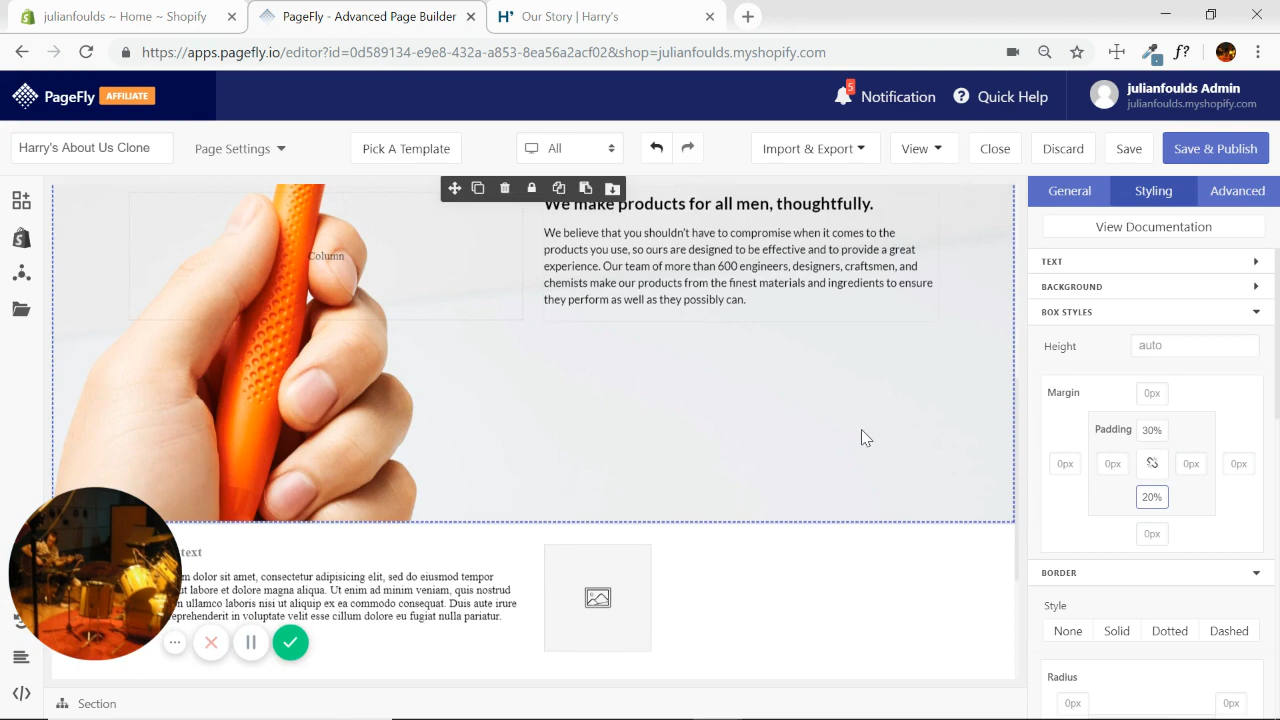 julianfoulds ~ Home ~ Shopify
PageFly - Advanced Page Builder
H' Our Story | Harry's
https://apps.pagefly.io/editor?id=0d589134-e9e8-432a-a853-8ea56a2acf02&shop=julianfoulds.myshopify.com
f?
PageFly AFFILIATE
5
Notification
Quick Help
julianfoulds Admin
julianfoulds.myshopify.com
Harry's About Us Clone
Page Settings
Pick A Template
All
Import & Export
View
Close
Discard
Save
Save & Publish
General
Styling
Advanced
View Documentation
TEXT
BACKGROUND
BOX STYLES
Height
auto
Margin
0px
Padding
30%
0px
0px
0px
0px
20%
0px
BORDER
Style
None
Solid
Dotted
Dashed
Radius
0px
0px
Column
We make products for all men, thoughtfully.
We believe that you shouldn't have to compromise when it comes to the
products you use, so ours are designed to be effective and to provide a great
experience. Our team of more than 600 engineers, designers, craftsmen, and
chemists make our products from the finest materials and ingredients to ensure
they perform as well as they possibly can.
text
m dolor sit amet, consectetur adipisicing elit, sed do eiusmod tempor
ut labore et dolore magna aliqua. Ut enim ad minim veniam, quis nostrud
n ullamco laboris nisi ut aliquip ex ea commodo consequat. Duis aute irure
eprehenderit in voluptate velit esse cillum dolore eu fugiat nulla pariatur.
Section